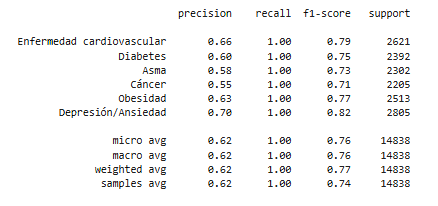 precision recall f1-score support
Enfermedad cardiovascular 0.66 1.00 0.79 2621
Diabetes 0.60 1.00 0.75 2392
Asma 0.58 1.00 0.73 2302
Cáncer 0.55 1.00 0.71 2205
Obesidad 0.63 1.00 0.77 2513
Depresión/Ansiedad 0.70 1.00 0.82 2805
micro avg 0.62 1.00 0.76 14838
macro avg 0.62 1.00 0.76 14838
weighted avg 0.62 1.00 0.77 14838
samples avg 0.62 1.00 0.74 14838